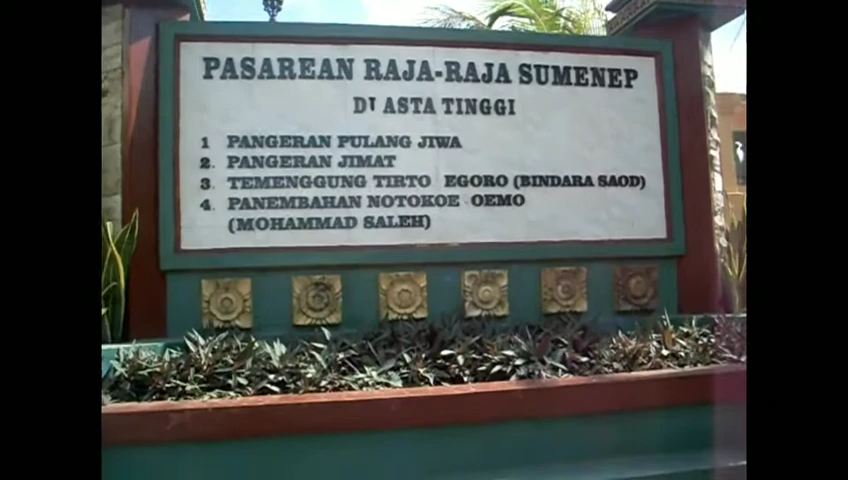 PASAREAN RAJA-RAJA SUMENEP
DI ASTA TINGGI
1 PANGERAN PULANG JIWA
2. PANGERAN JIMAT
3. TEMENGGUNG TIRTO EGORO (BINDARA SAOD)
4. PANEMBAHAN NOTOKOE OEMO
(MOHAMMAD SALEH)